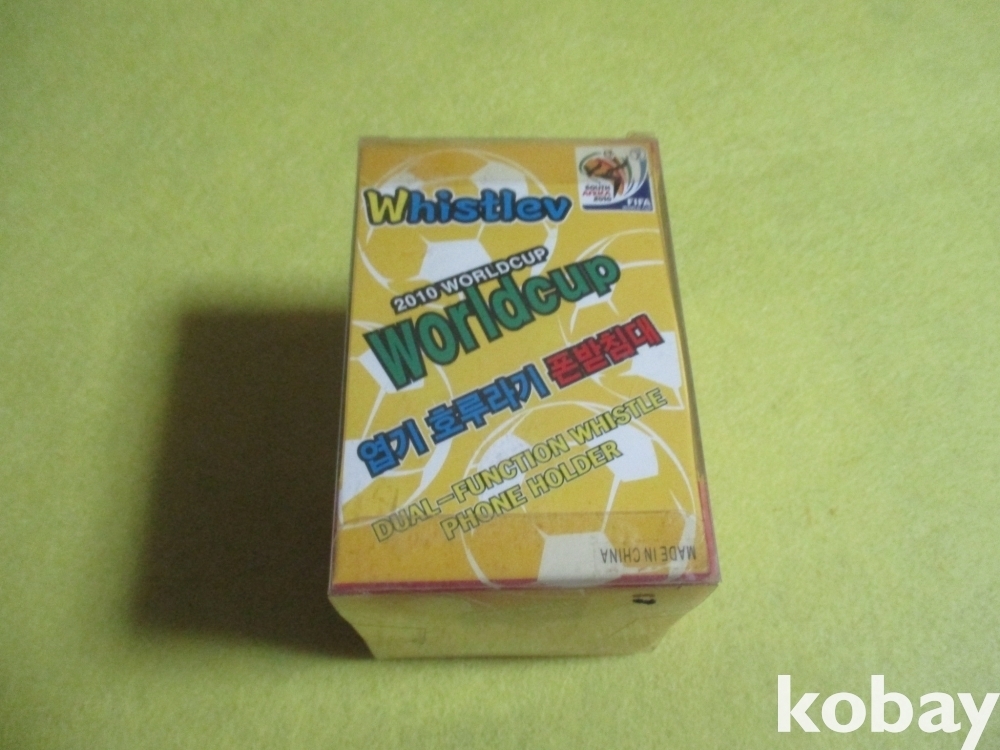 Whistlev
SOUTH AFRICA
2010
FIFA
2010 WORLDCUP
Worldcup
엽기 호루라기 폰받침대
DUAL-FUNCTION WHISTLE
PHONE HOLDER
MADE IN CHINA
kobay